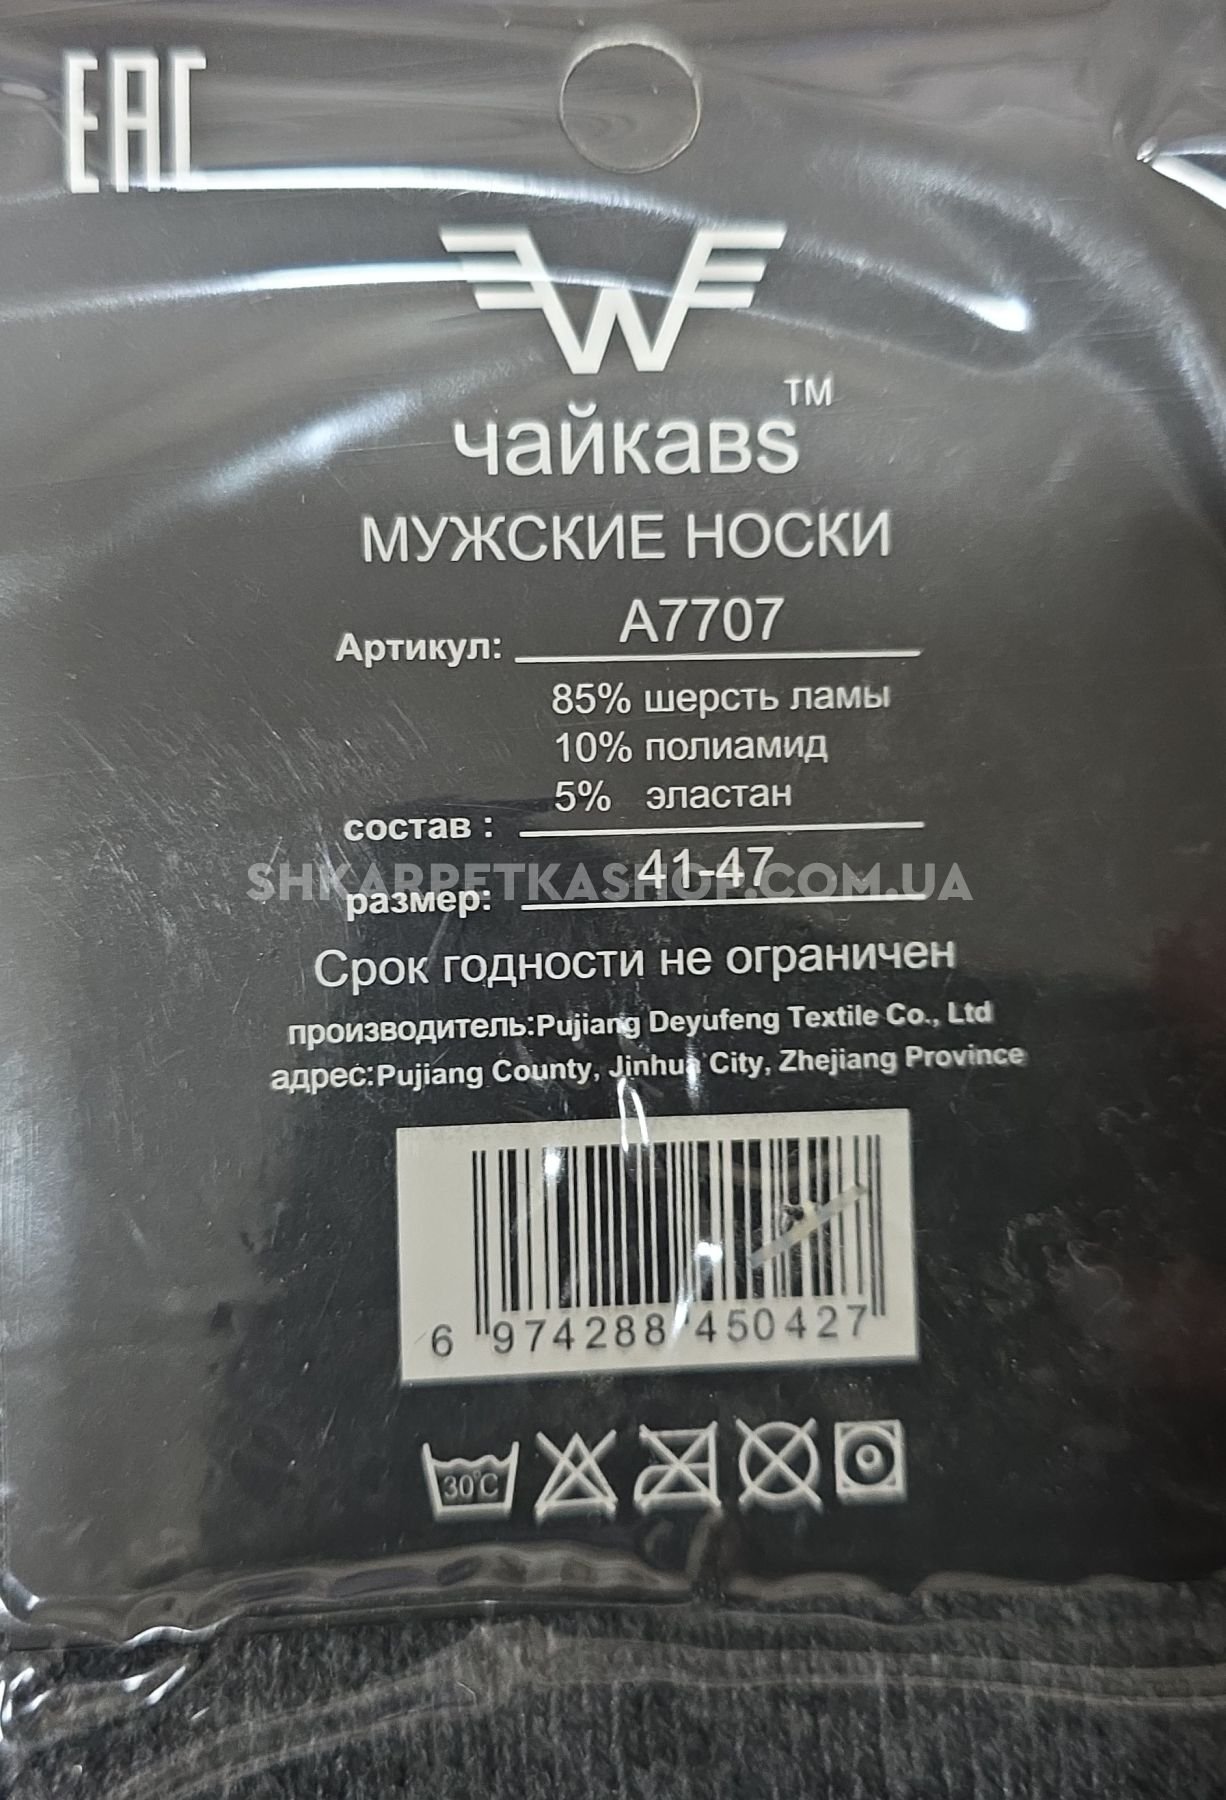 EAC
W
чайкавs™
МУЖСКИЕ НОСКИ
Артикул: A7707
85% шерсть ламы
10% полиамид
5% эластан
состав :
размер: 41-47
SHKARPETKASHOP.COM.UA
Срок годности не ограничен
производитель:Pujiang Deyufeng Textile Co., Ltd
адрес:Pujiang County, Jinhua City, Zhejiang Province
6 974288 450427
30°C